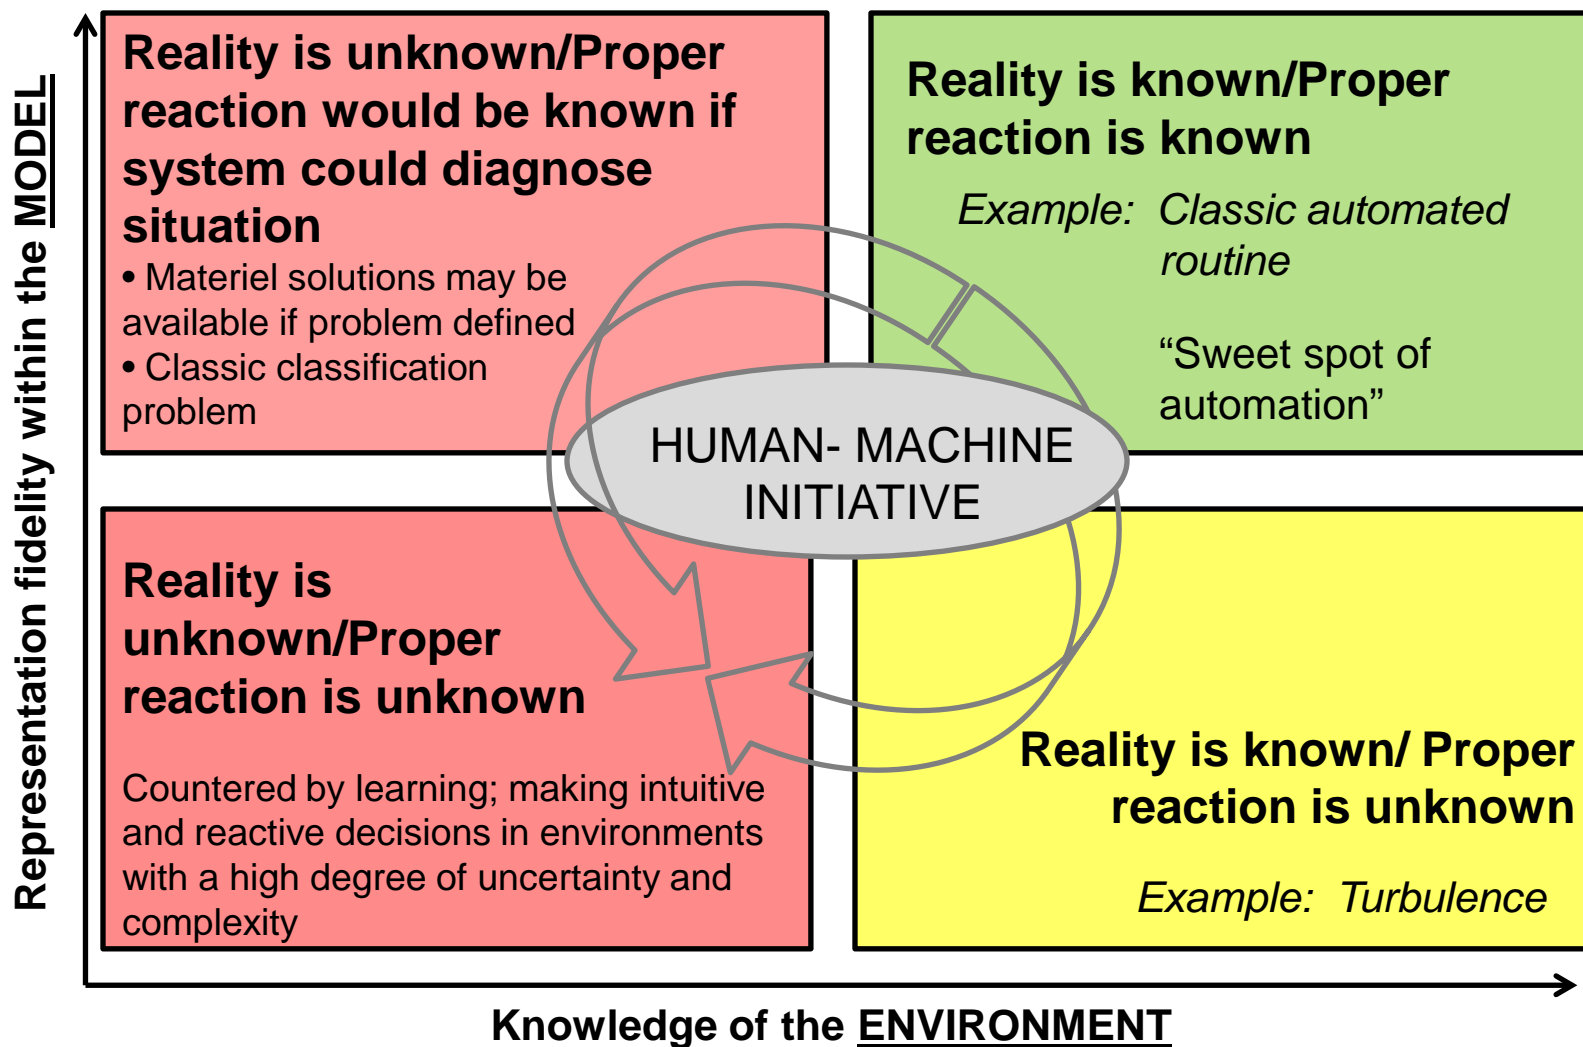 Representation fidelity within the MODEL
Reality is unknown/Proper
reaction would be known if
system could diagnose
situation
• Materiel solutions may be
available if problem defined
• Classic classification
problem
Reality is known/Proper
reaction is known
Example: Classic automated
routine
“Sweet spot of
automation”
HUMAN- MACHINE
INITIATIVE
Reality is
unknown/Proper
reaction is unknown
Countered by learning; making intuitive
and reactive decisions in environments
with a high degree of uncertainty and
complexity
Reality is known/ Proper
reaction is unknown
Example: Turbulence
Knowledge of the ENVIRONMENT